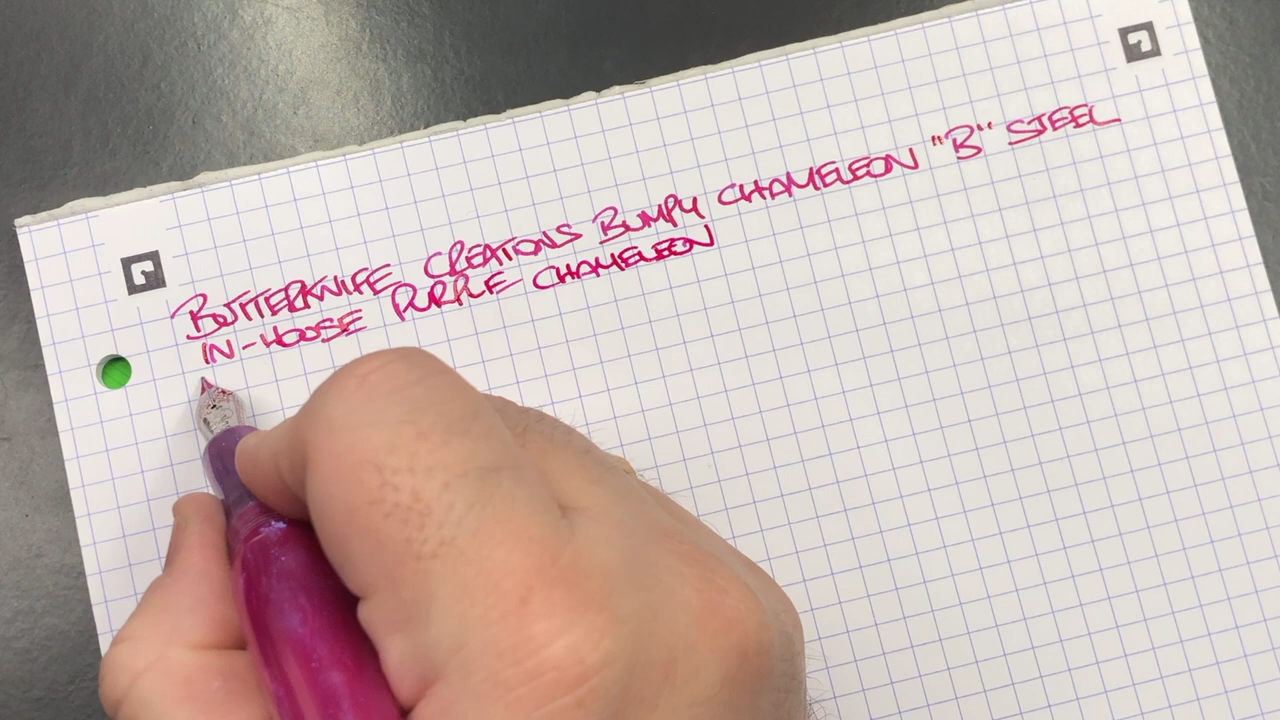 BUTTERKNIFE CREATIONS BUMPY CHAMELEON "B" STEEL
IN-HOUSE PURPLE CHAMELEON